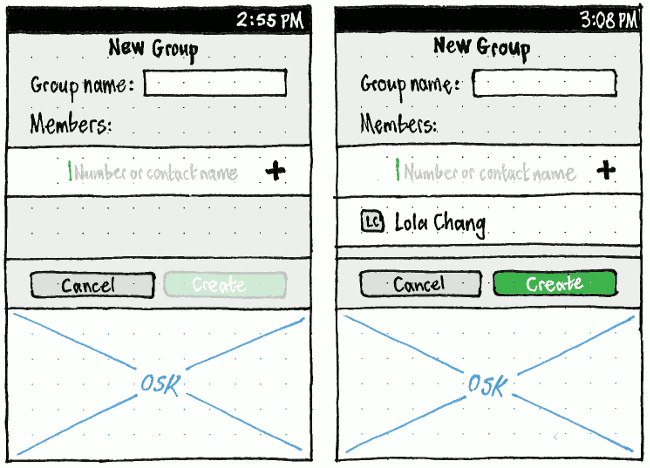 2:55 PM
New Group
Group name:
Members:
Number or contact name +
Cancel Create
OSK
3:08 PM
New Group
Group name:
Members:
Number or contact name +
LC Lola Chang
Cancel Create
OSK